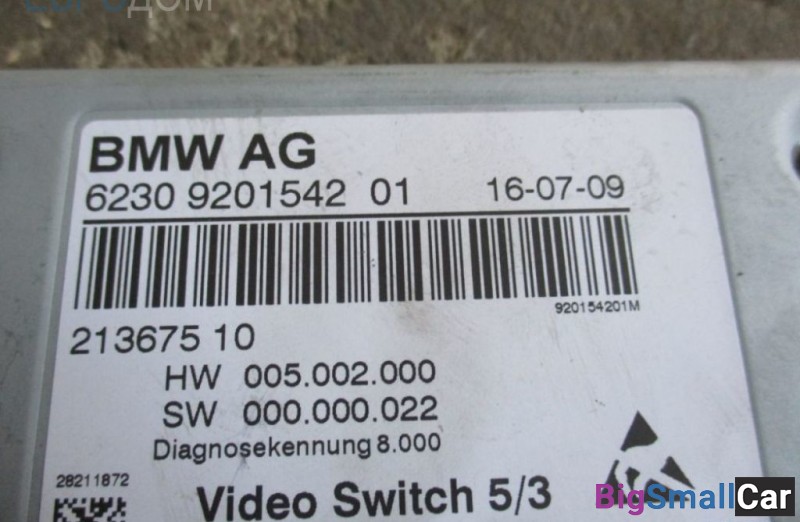 ЕВРОДОМ
BMW AG
6230 9201542 01 16-07-09
920154201M
213675 10
HW 005.002.000
SW 000.000.022
Diagnosekennung 8.000
28211872
Video Switch 5/3
BigSmallCar